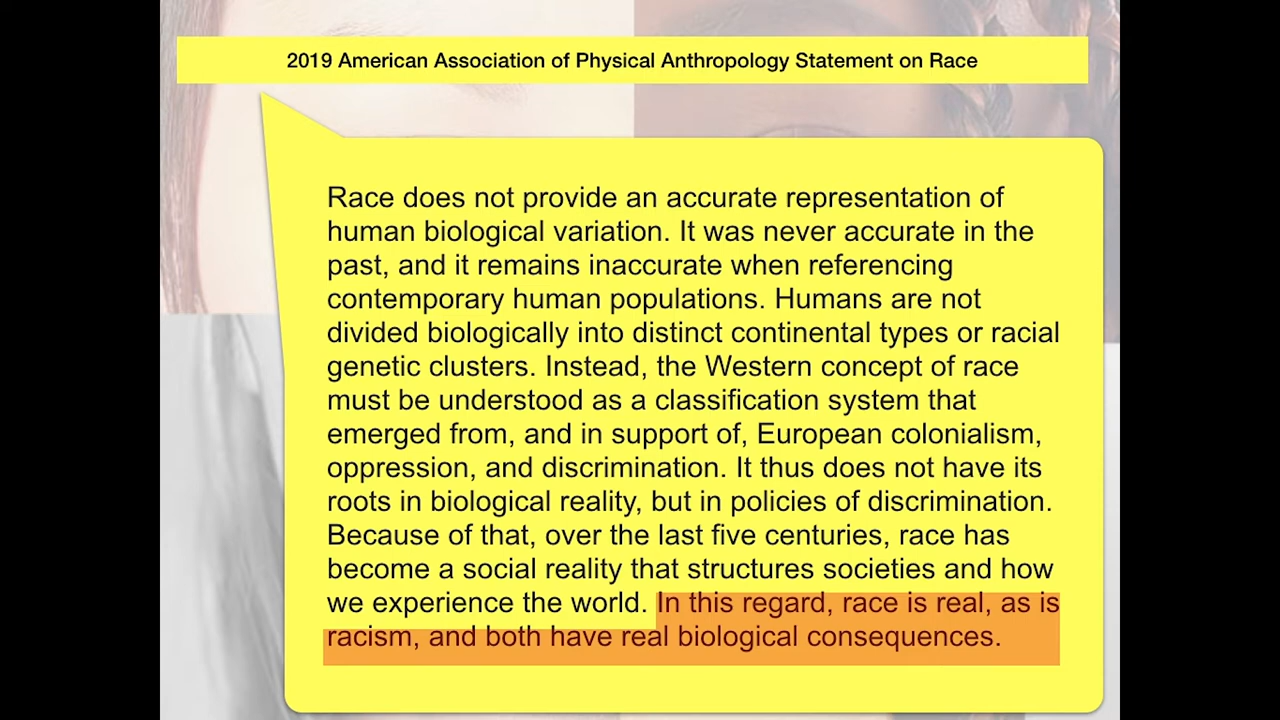 2019 American Association of Physical Anthropology Statement on Race
Race does not provide an accurate representation of
human biological variation. It was never accurate in the
past, and it remains inaccurate when referencing
contemporary human populations. Humans are not
divided biologically into distinct continental types or racial
genetic clusters. Instead, the Western concept of race
must be understood as a classification system that
emerged from, and in support of, European colonialism,
oppression, and discrimination. It thus does not have its
roots in biological reality, but in policies of discrimination.
Because of that, over the last five centuries, race has
become a social reality that structures societies and how
we experience the world. In this regard, race is real, as is
racism, and both have real biological consequences.